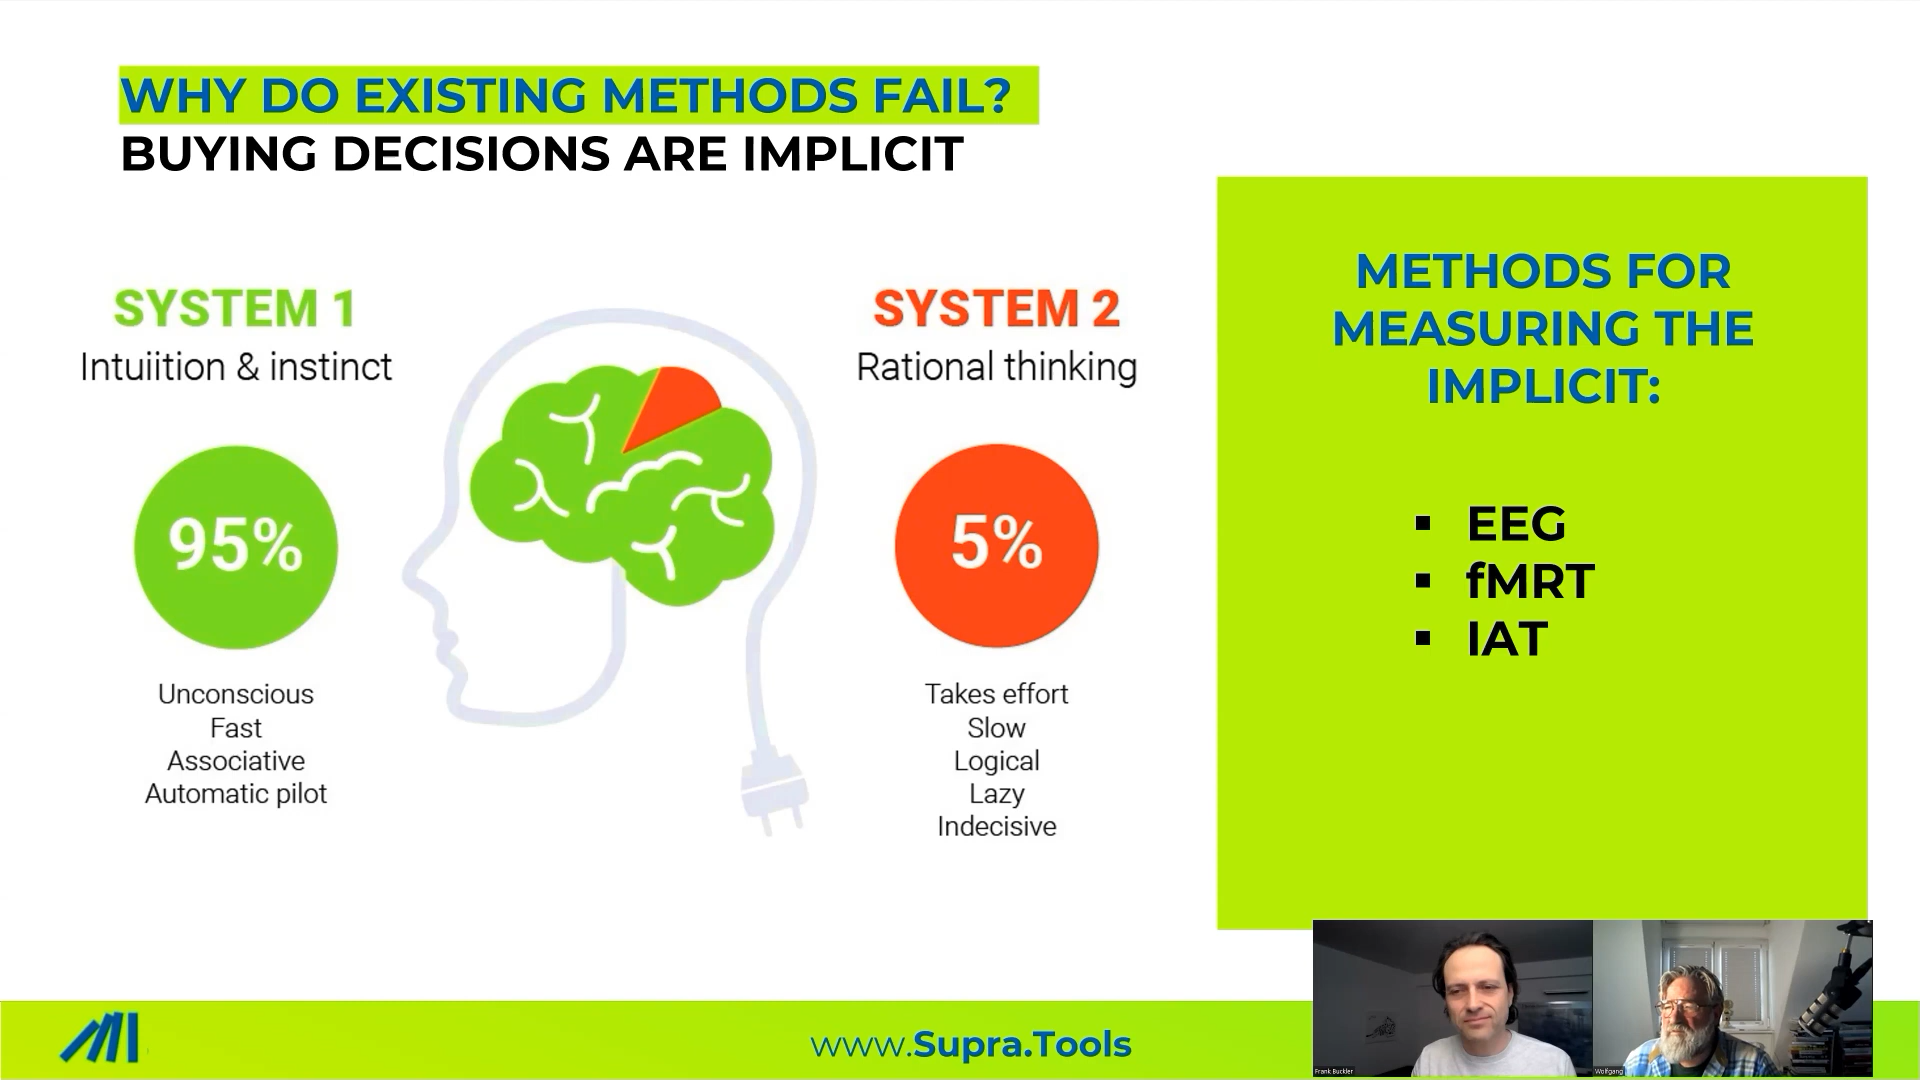 WHY DO EXISTING METHODS FAIL?
BUYING DECISIONS ARE IMPLICIT
SYSTEM 1
Intuiition & instinct
95%
Unconscious
Fast
Associative
Automatic pilot
SYSTEM 2
Rational thinking
5%
Takes effort
Slow
Logical
Lazy
Indecisive
METHODS FOR
MEASURING THE
IMPLICIT:
▪ EEG
▪ fMRT
▪ IAT
www.Supra.Tools
Frank Buckler
Wolfgang